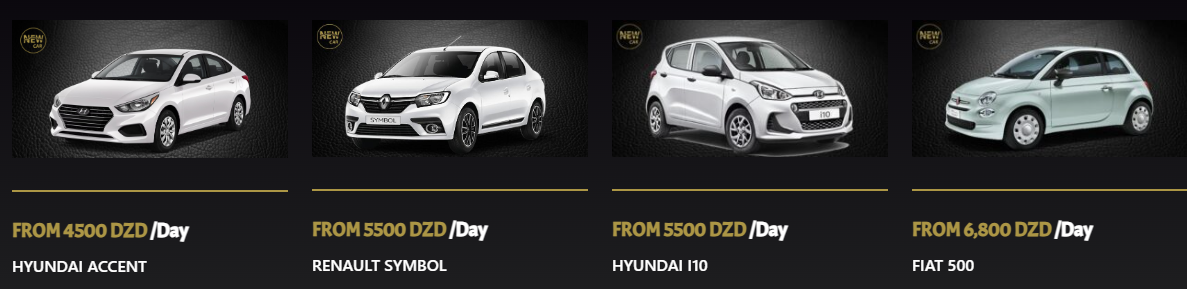 NEW
CAR
NEW
CAR
NEW
CAR
NEW
CAR
SYMBOL
i10
FROM 4500 DZD /Day
FROM 5500 DZD /Day
FROM 5500 DZD /Day
FROM 6,800 DZD /Day
HYUNDAI ACCENT
RENAULT SYMBOL
HYUNDAI I10
FIAT 500